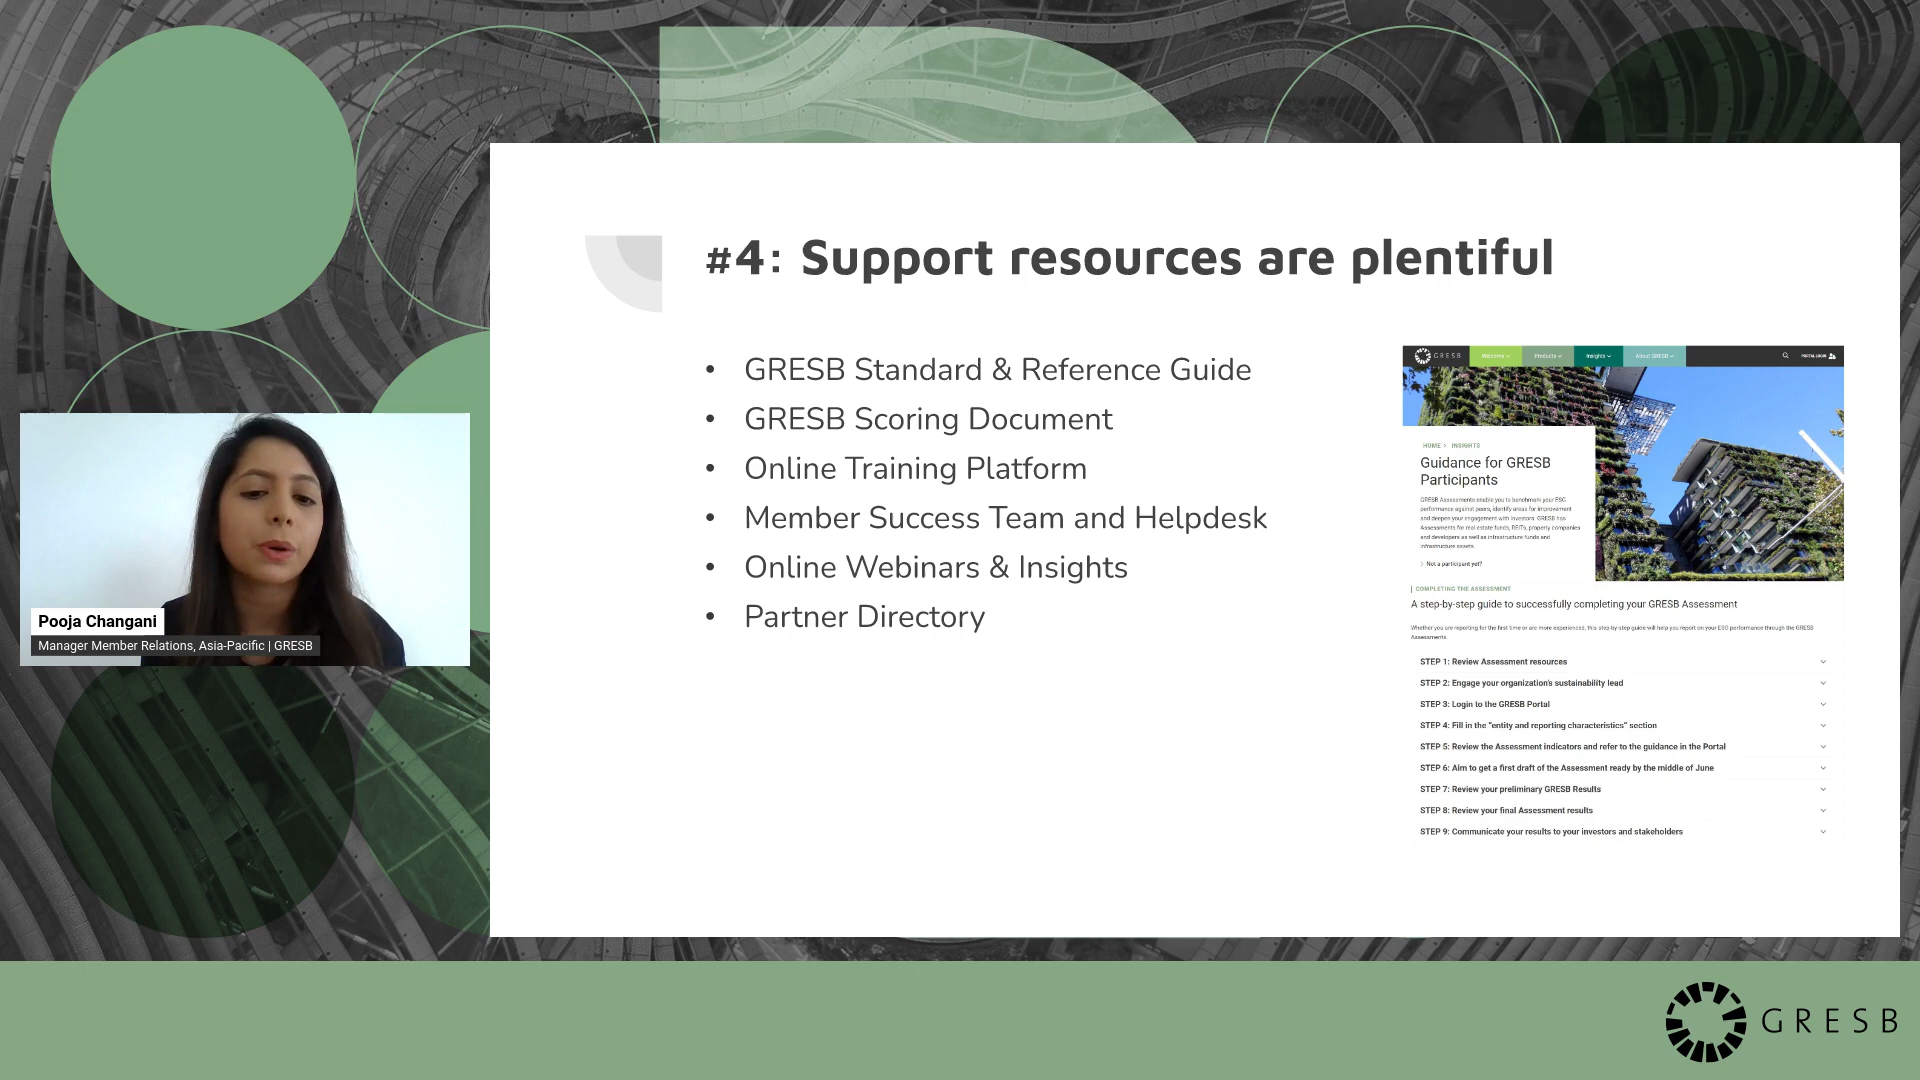 #4: Support resources are plentiful
• GRESB Standard & Reference Guide
• GRESB Scoring Document
• Online Training Platform
• Member Success Team and Helpdesk
• Online Webinars & Insights
• Partner Directory
GRESB
Welcome
Products
Insights
About GRESB
PORTAL LOGIN
HOME > INSIGHTS
Guidance for GRESB
Participants
GRESB Assessments enable you to benchmark your ESG
performance against peers, identify areas for improvement
and deepen your engagement with investors. GRESB has
Assessments for real estate funds, REITs, property companies
and developers as well as infrastructure funds and
infrastructure assets.
> Not a participant yet?
COMPLETING THE ASSESSMENT
A step-by-step guide to successfully completing your GRESB Assessment
Whether you are reporting for the first time or are more experienced, this step-by-step guide will help you report on your ESG performance through the GRESB
Assessments.
STEP 1: Review Assessment resources
STEP 2: Engage your organization's sustainability lead
STEP 3: Login to the GRESB Portal
STEP 4: Fill in the "entity and reporting characteristics" section
STEP 5: Review the Assessment indicators and refer to the guidance in the Portal
STEP 6: Aim to get a first draft of the Assessment ready by the middle of June
STEP 7: Review your preliminary GRESB Results
STEP 8: Review your final Assessment results
STEP 9: Communicate your results to your investors and stakeholders
Pooja Changani
Manager Member Relations, Asia-Pacific | GRESB
GRESB